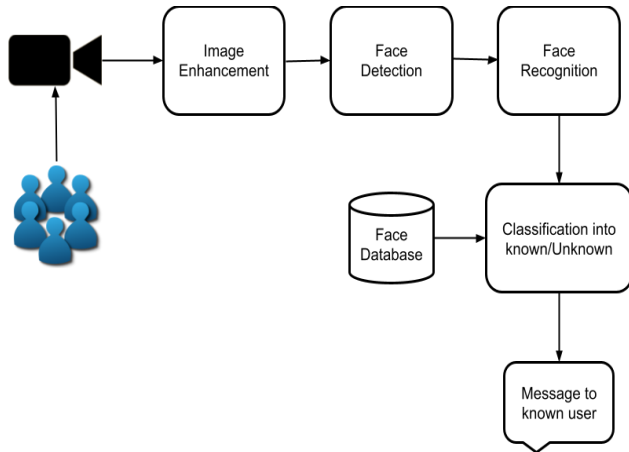 Image
Enhancement
Face
Detection
Face
Recognition
Face
Database
Classification into
known/Unknown
Message to
known user